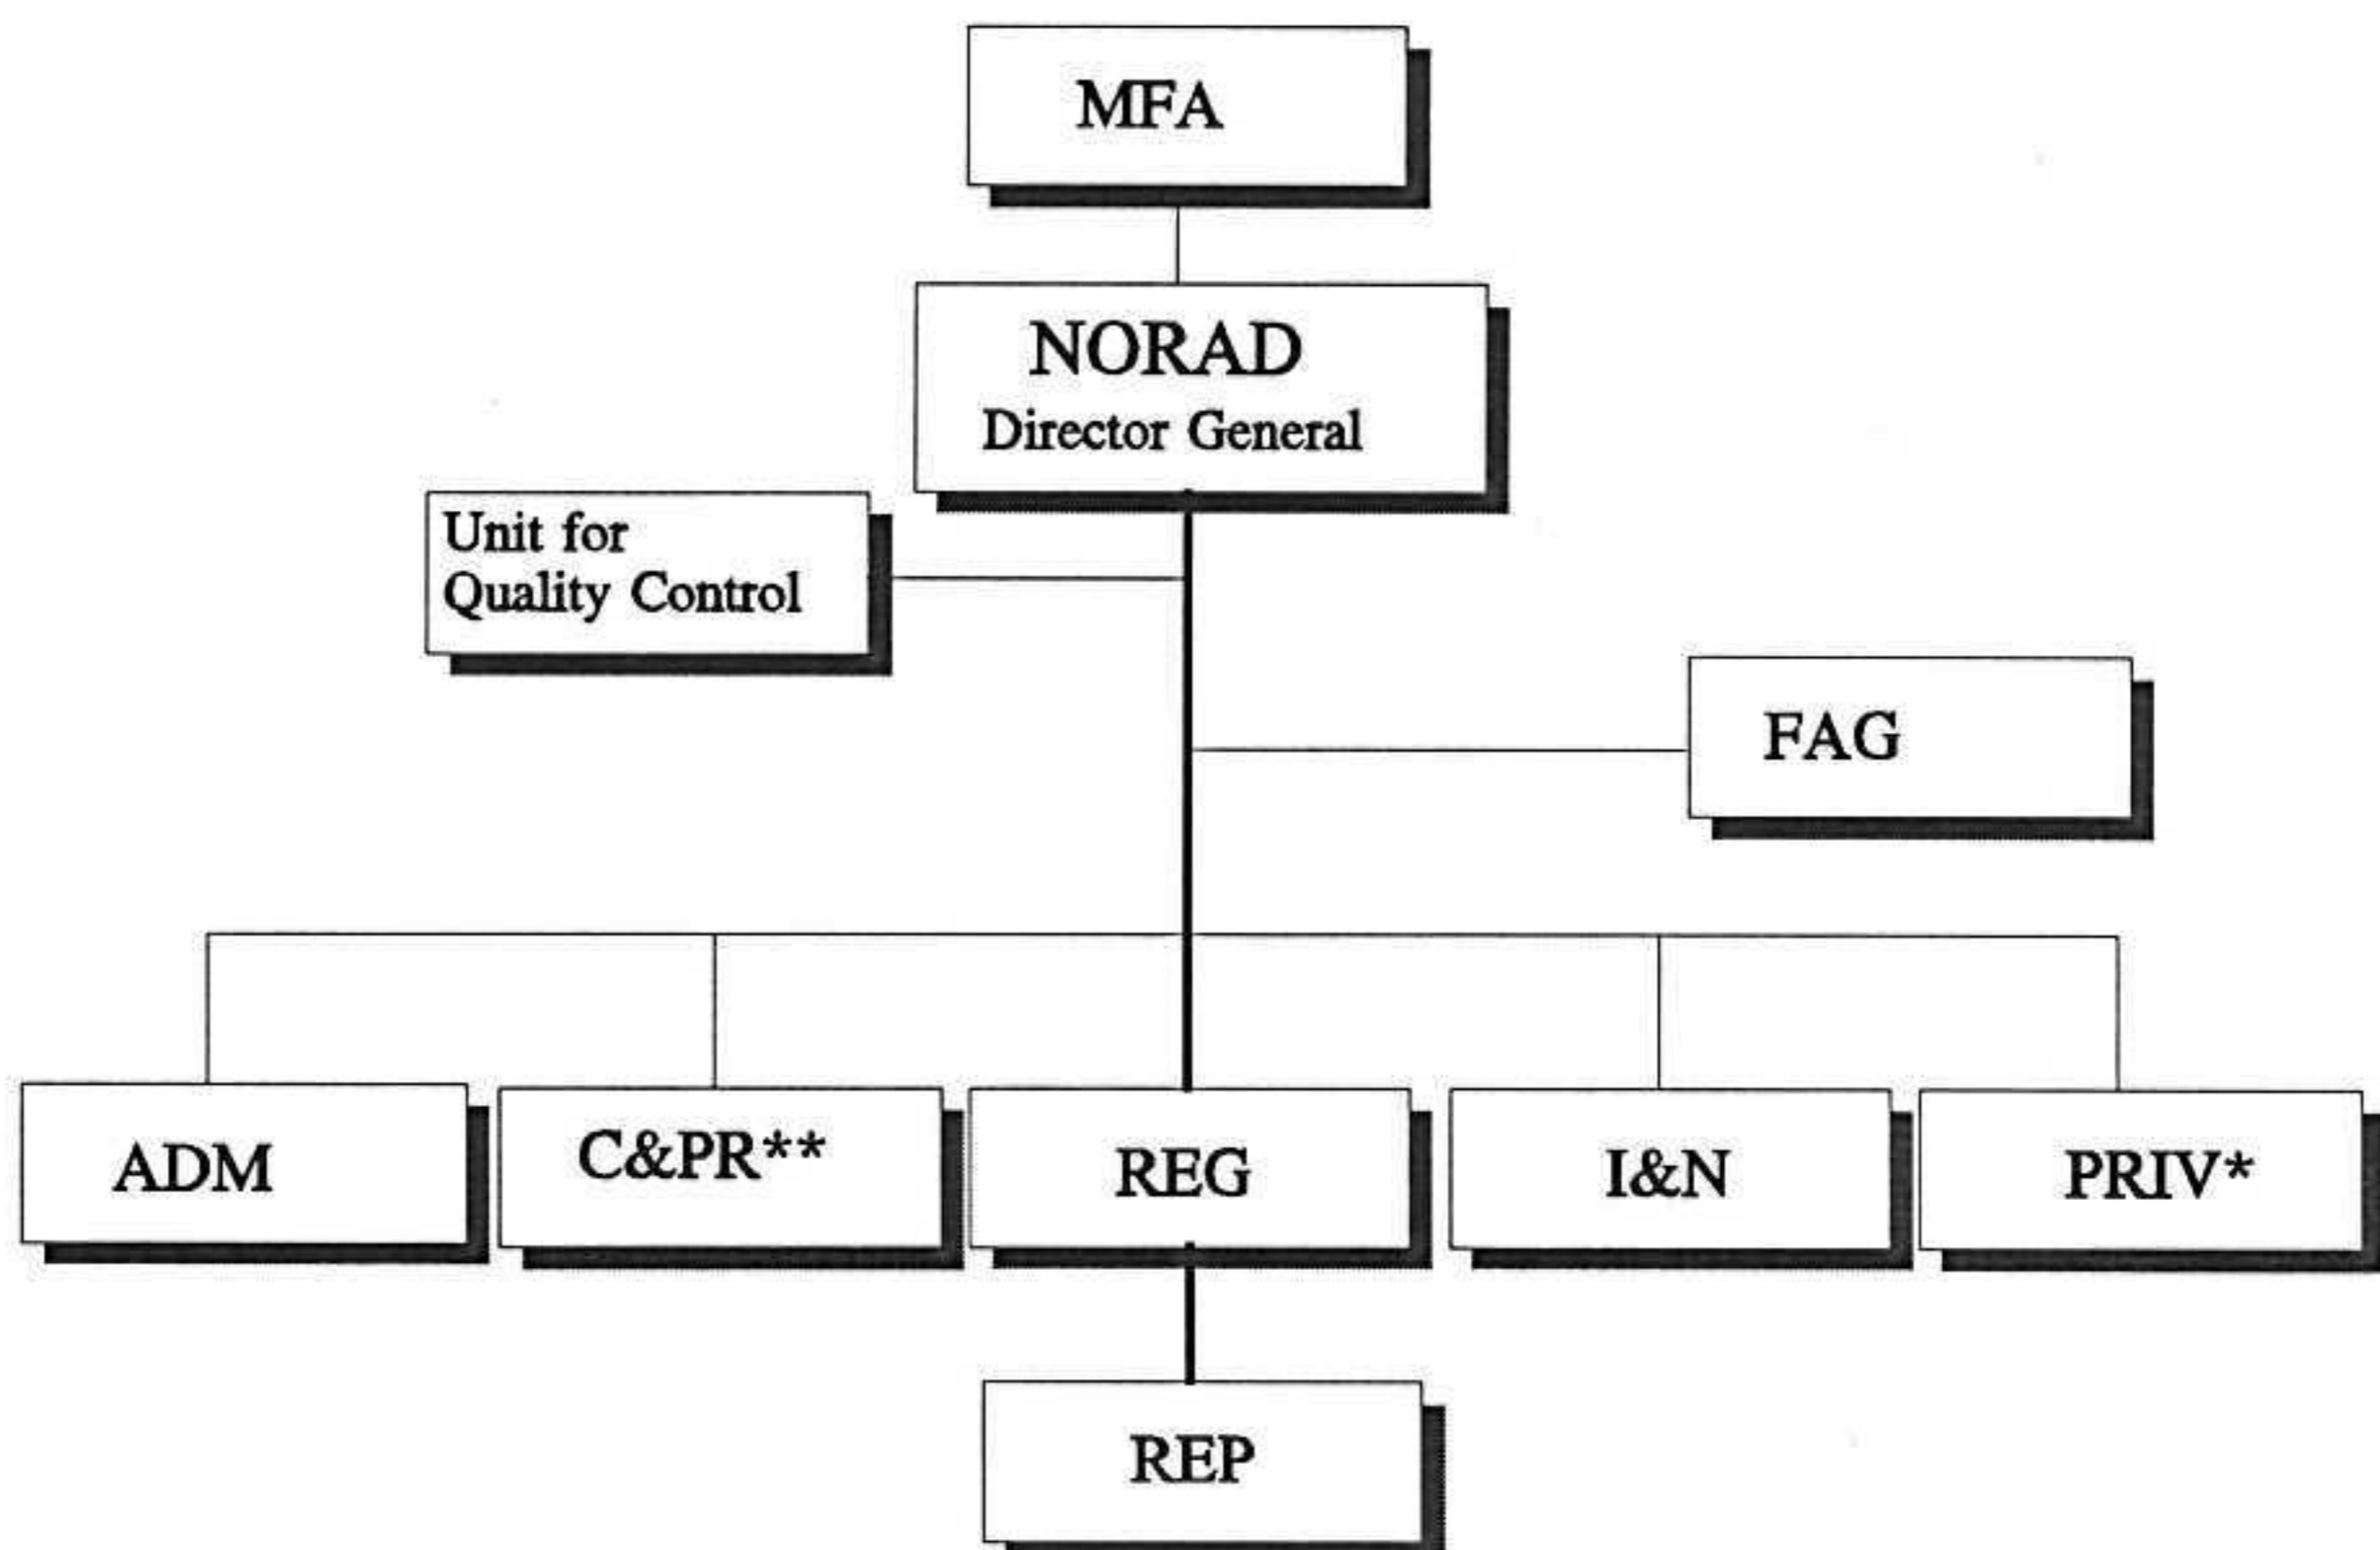 MFA
NORAD
Director General
Unit for
Quality Control
FAG
ADM
C&PR**
REG
I&N
PRIV*
REP